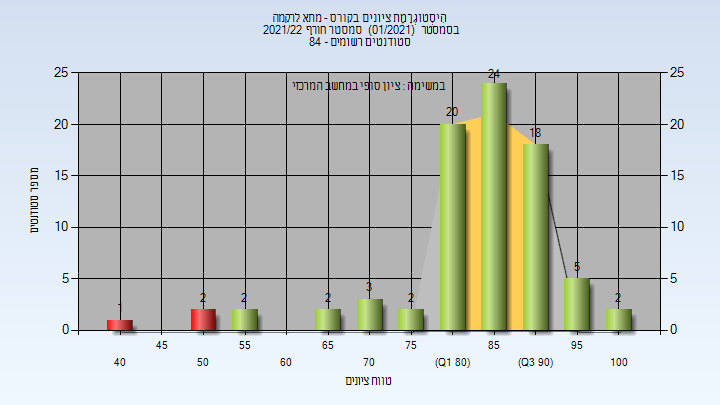 הִיסְטוֹגְרָמַת ציונים בקורס - מתא לרקמה
בסמסטר (01/2021) סמסטר חורף 2021/22
סטודנטים רשומים - 84
במשימה : ציון סופי במחשב המרכזי
25 25
20 20
15 15
10 10
5 5
0 0
1 2 2 2 3 2 20 24 18 5 2
מספר סטודנטים
45 55 65 75 85 95
40 50 60 70 (Q1 80) (Q3 90) 100
טווח ציונים